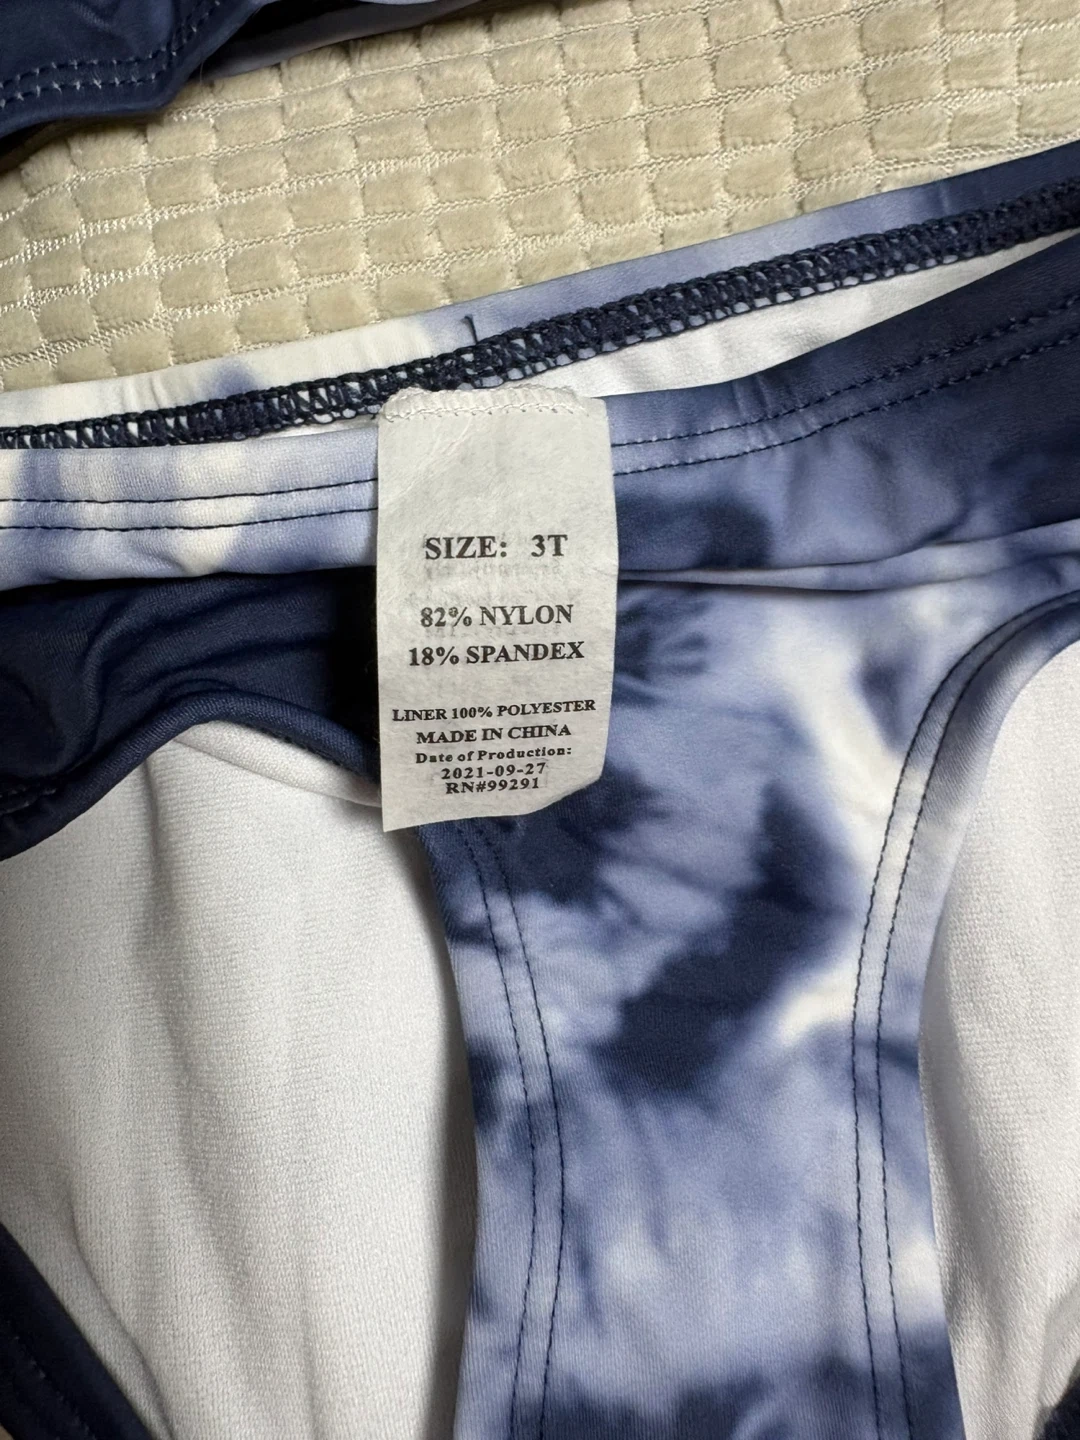 SIZE: 3T
82% NYLON
18% SPANDEX
LINER 100% POLYESTER
MADE IN CHINA
Date of Production:
2021-09-27
RN#99291